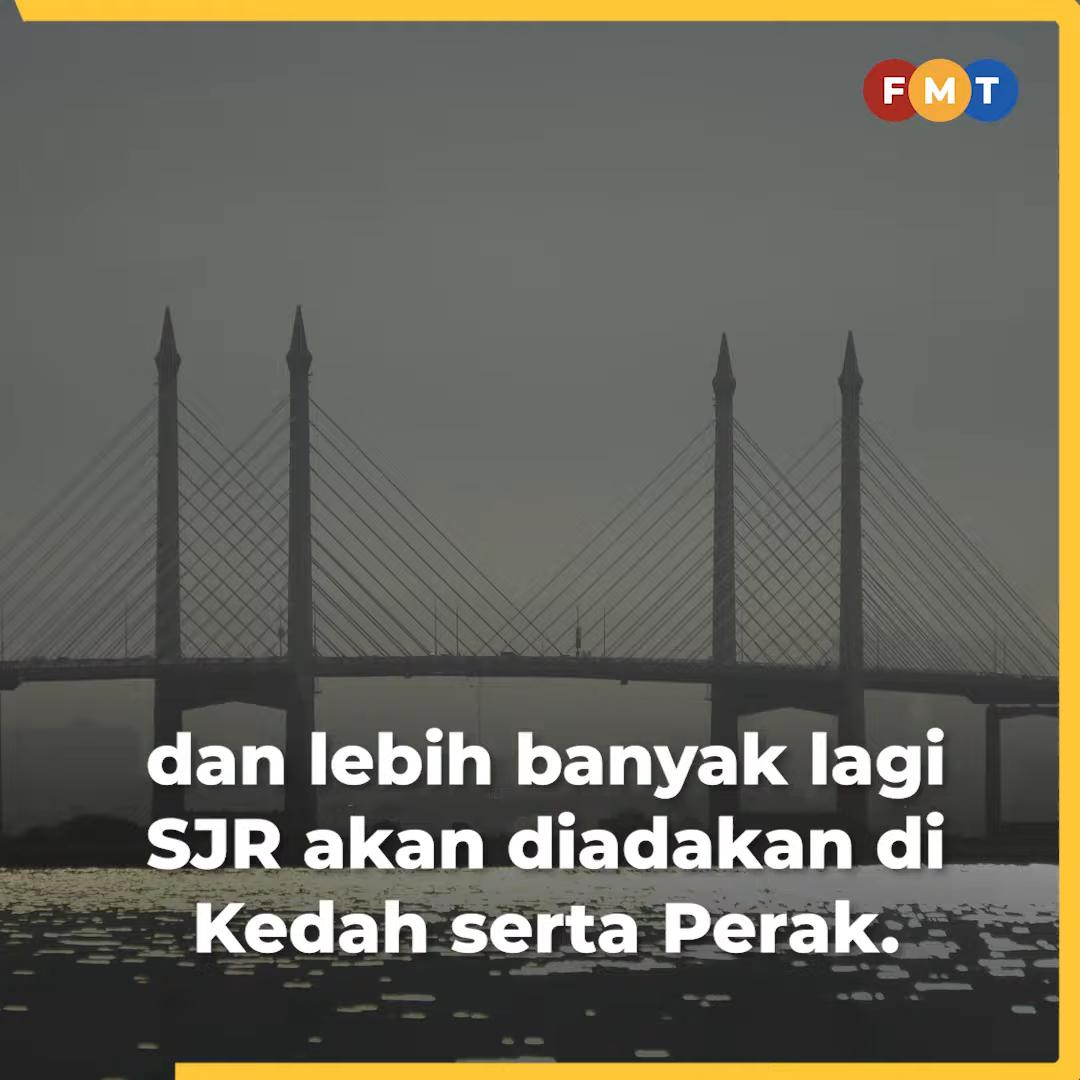 FMT
dan lebih banyak lagi
SJR akan diadakan di
Kedah serta Perak.